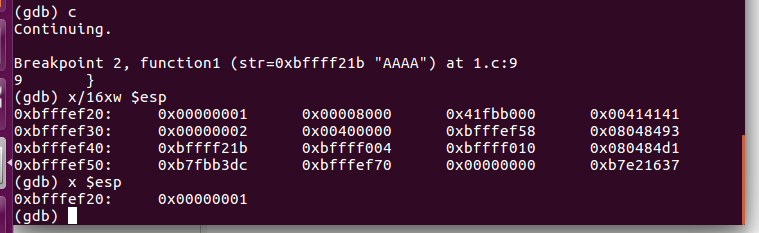 (gdb) c
Continuing.
Breakpoint 2, function1 (str=0xbffff21b "AAAA") at 1.c:9
9 }
(gdb) x/16xw $esp
0xbfffef20: 0x00000001 0x00008000 0x41fbb000 0x00414141
0xbfffef30: 0x00000002 0x00400000 0xbfffef58 0x08048493
0xbfffef40: 0xbffff21b 0xbffff004 0xbffff010 0x080484d1
0xbfffef50: 0xb7fbb3dc 0xbfffef70 0x00000000 0xb7e21637
(gdb) x $esp
0xbfffef20: 0x00000001
(gdb)